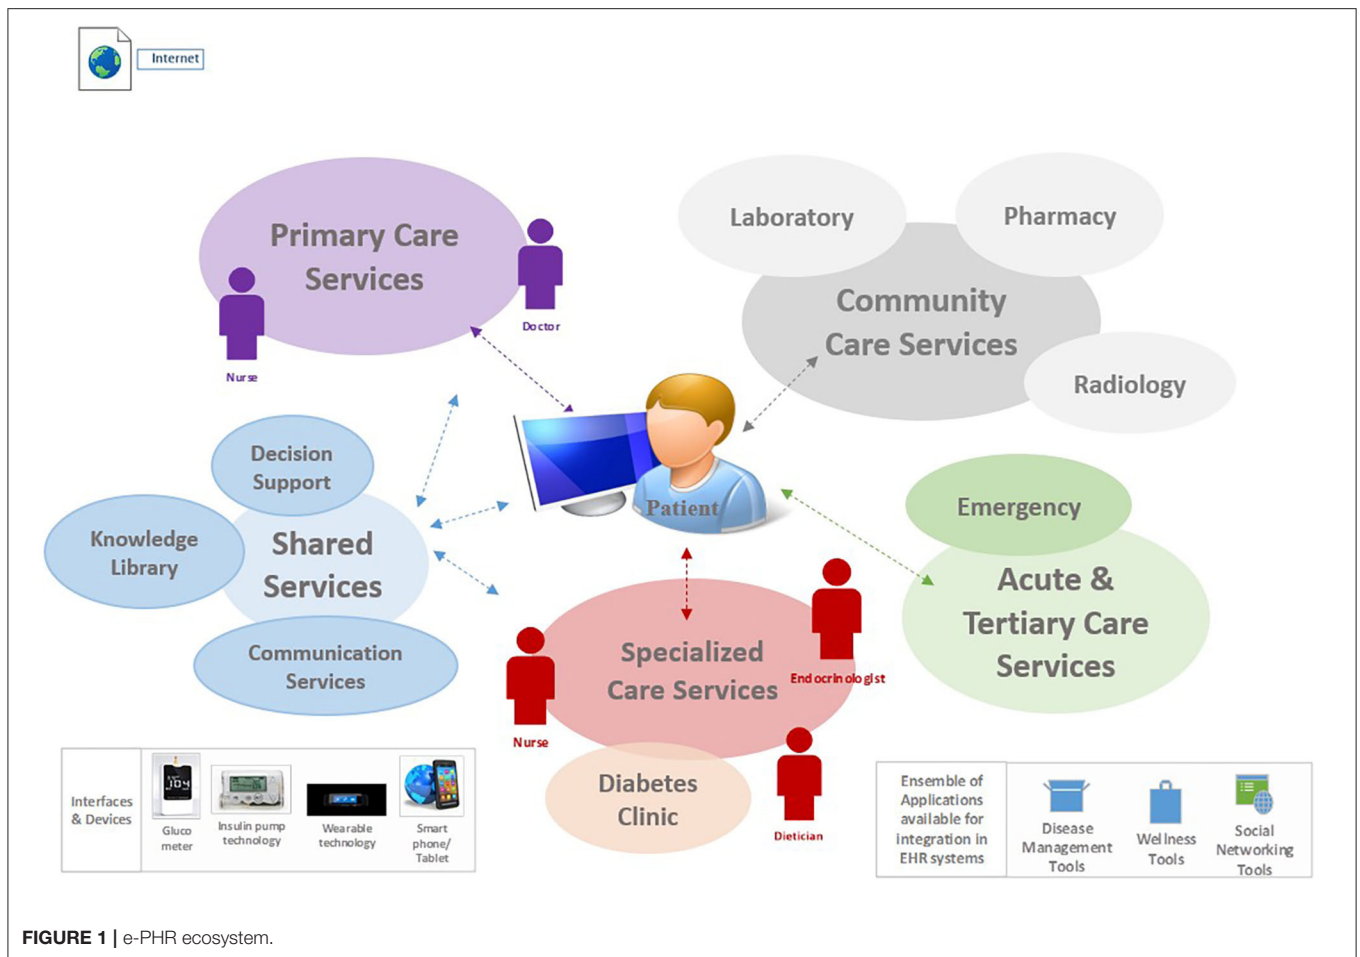 Internet
Primary Care
Services
Doctor
Nurse
Laboratory
Pharmacy
Community
Care Services
Radiology
Decision
Support
Knowledge
Library
Shared
Services
Communication
Services
Patient
Emergency
Acute &
Tertiary Care
Services
Specialized
Care Services
Endocrinologist
Nurse
Diabetes
Clinic
Dietician
Interfaces
& Devices
Gluco
meter
Insulin pump
technology
Wearable
technology
Smart
phone/
Tablet
Ensemble of
Applications
available for
integration in
EHR systems
Disease
Management
Tools
Wellness
Tools
Social
Networking
Tools
FIGURE 1 | e-PHR ecosystem.